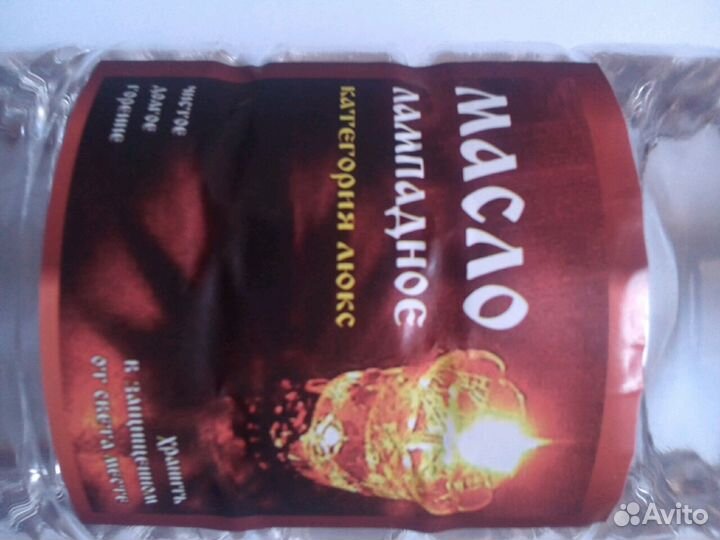 Масло
лампадное
категория люкс
чистое
долгое
горение
Хранить
в защищенном
от света месте
Avito